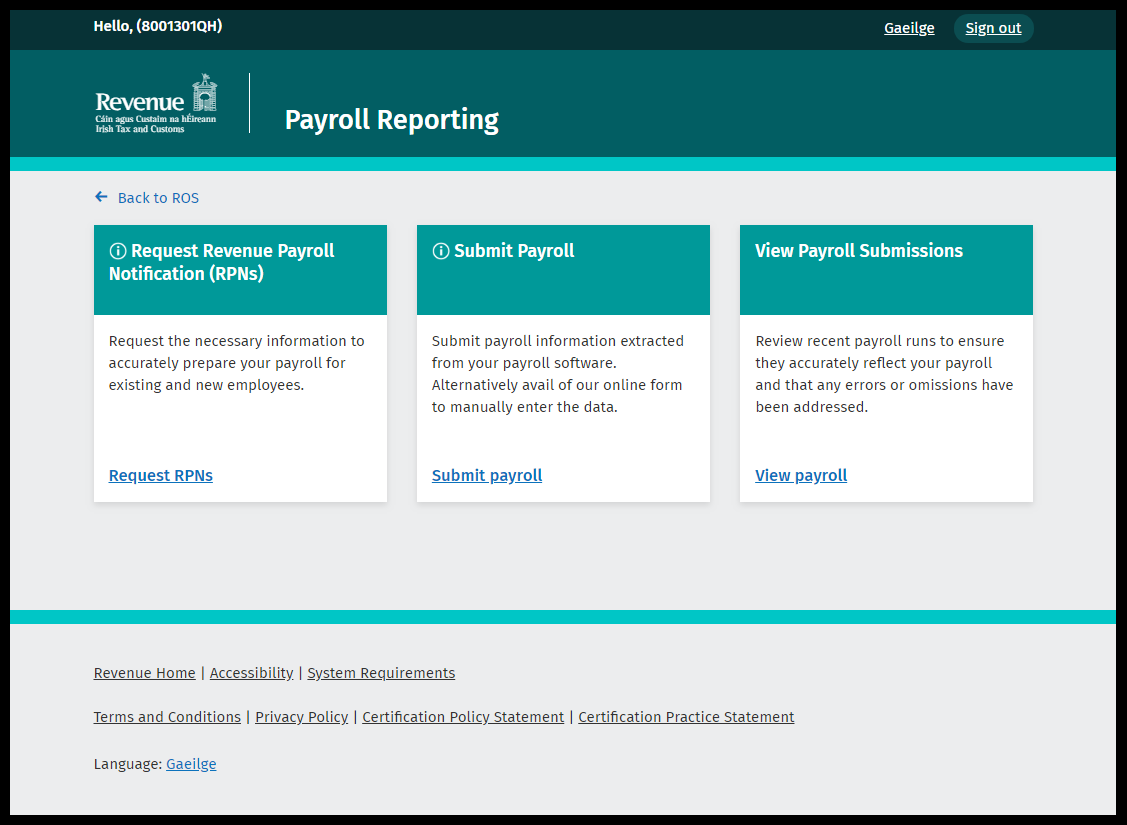 Hello, (8001301QH)
Gaeilge
Sign out
Revenue
Cáin agus Custaim na hÉireann
Irish Tax and Customs
Payroll Reporting
Back to ROS
Request Revenue Payroll
Notification (RPNs)
Request the necessary information to
accurately prepare your payroll for
existing and new employees.
Request RPNs
Submit Payroll
Submit payroll information extracted
from your payroll software.
Alternatively avail of our online form
to manually enter the data.
Submit payroll
View Payroll Submissions
Review recent payroll runs to ensure
they accurately reflect your payroll
and that any errors or omissions have
been addressed.
View payroll
Revenue Home | Accessibility | System Requirements
Terms and Conditions | Privacy Policy | Certification Policy Statement | Certification Practice Statement
Language: Gaeilge